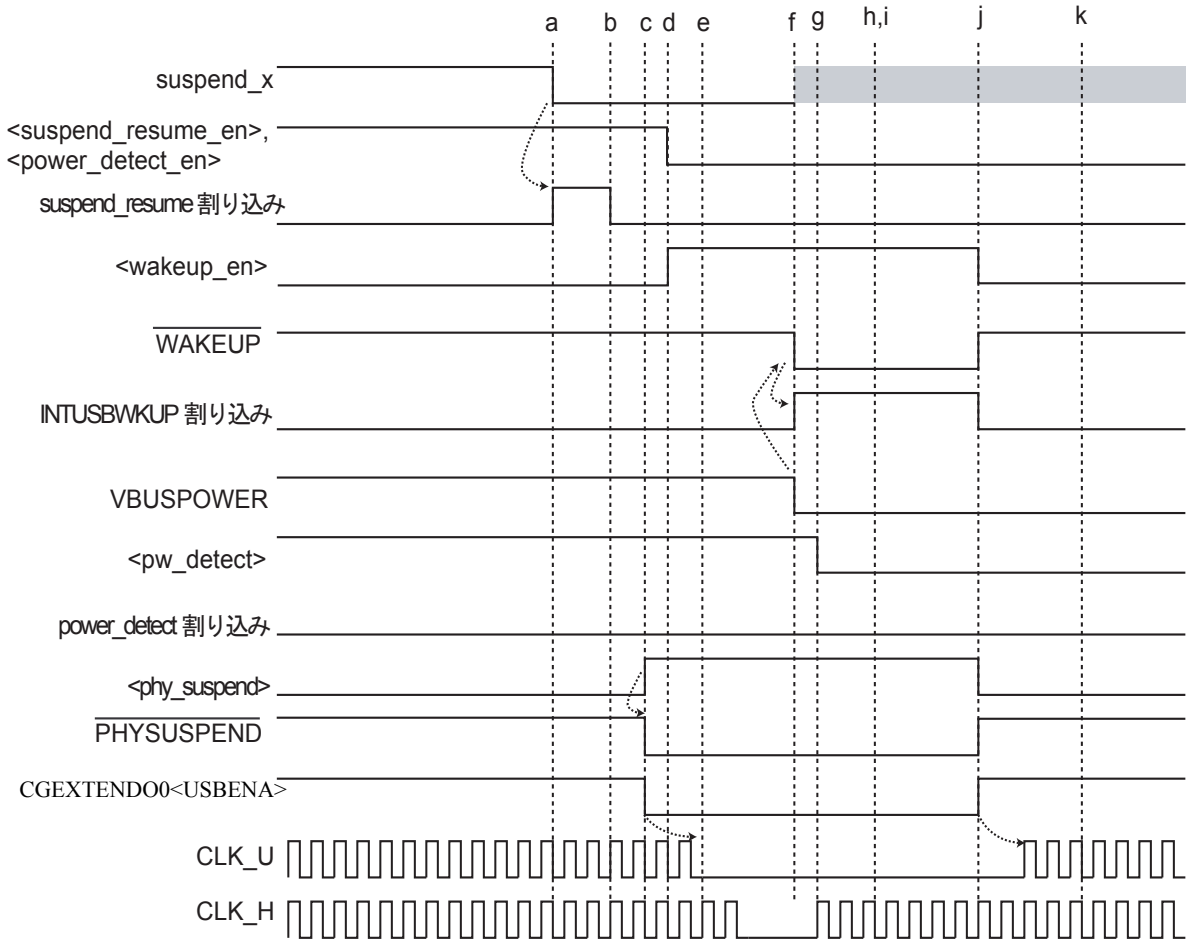 a b c d e f g h,i j k
suspend_x
<suspend_resume_en>,
<power_detect_en>
suspend_resume 割り込み
<wakeup_en>
WAKEUP
INTUSBWKUP 割り込み
VBUSPOWER
<pw_detect>
power_detect 割り込み
<phy_suspend>
PHYSUSPEND
CGEXTENDO0<USBENA>
CLK_U
CLK_H